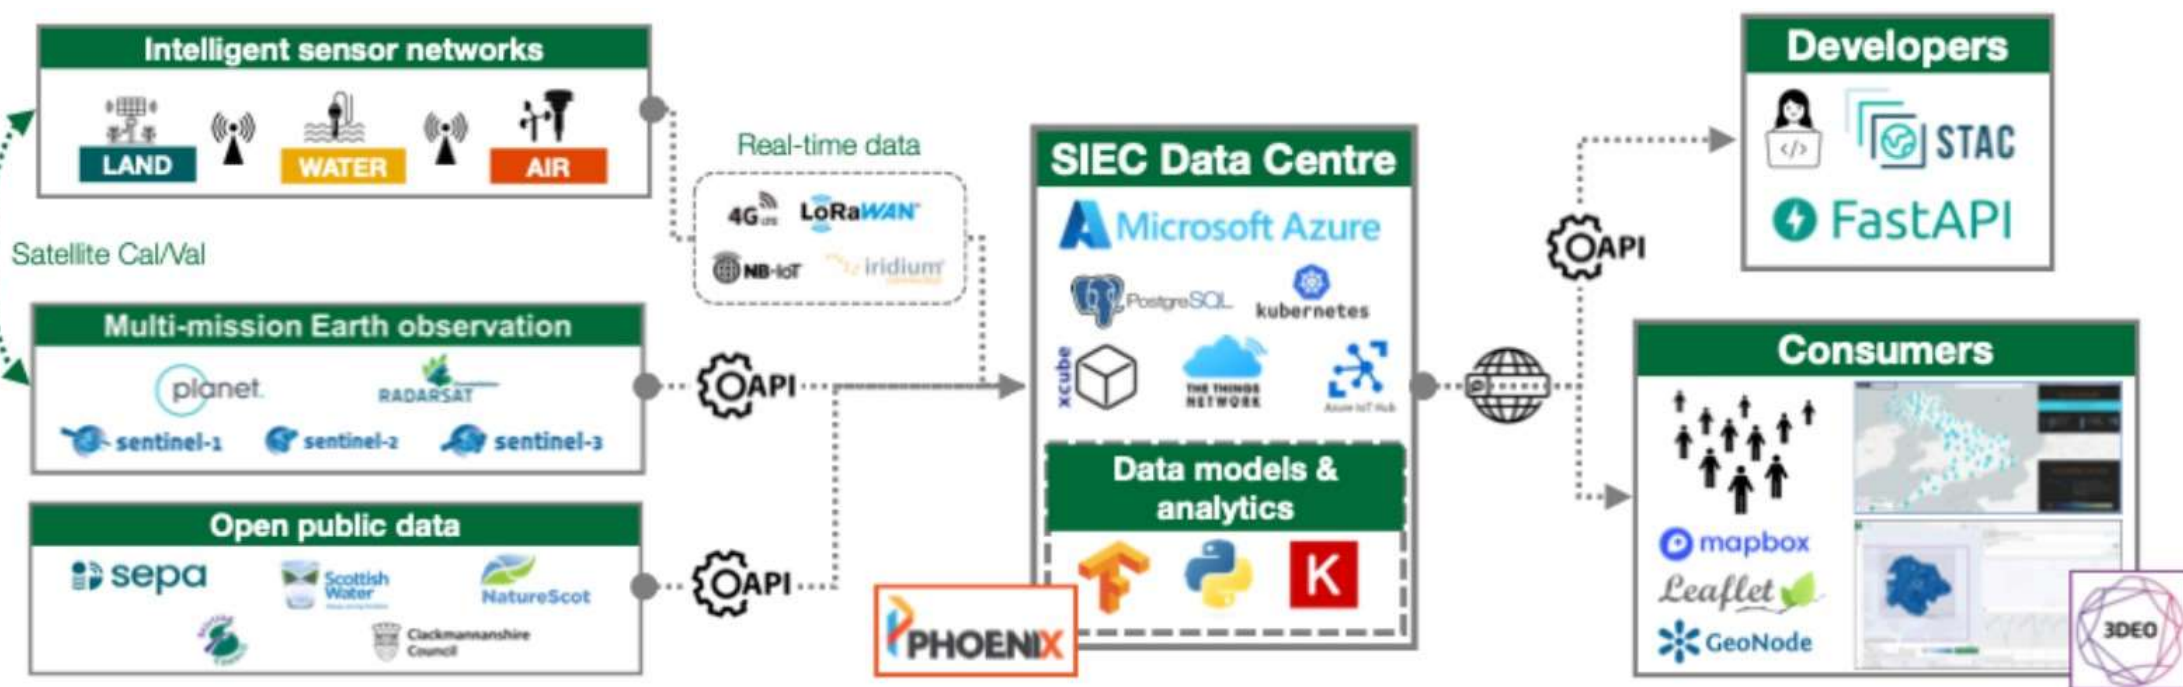 Intelligent sensor networks
LAND
WATER
AIR
Satellite Cal/Val
Multi-mission Earth observation
planet.
RADARSAT
sentinel-1
sentinel-2
sentinel-3
Open public data
sepa
Scottish
Water
NatureScot
Clackmannanshire
Council
Real-time data
4G LTE
LoRaWAN
NB-IoT
iridium
API
API
SIEC Data Centre
Microsoft Azure
PostgreSQL
kubernetes
xcube
THE THINGS
NETWORK
Azure IoT Hub
Data models &
analytics
K
PHOENIX
API
Developers
</>
STAC
FastAPI
Consumers
mapbox
Leaflet
GeoNode
3DEO